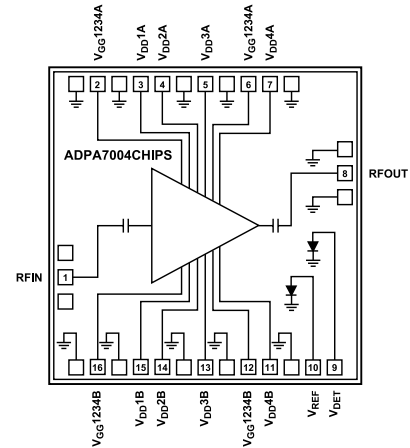 VGG1234A
VDD1A
VDD2A
VDD3A
VGG1234A
VDD4A
2
3
4
5
6
7
ADPA7004CHIPS
8
RFOUT
1
RFIN
16
15
14
13
12
11
10
9
VGG1234B
VDD1B
VDD2B
VDD3B
VGG1234B
VDD4B
VREF
VDET